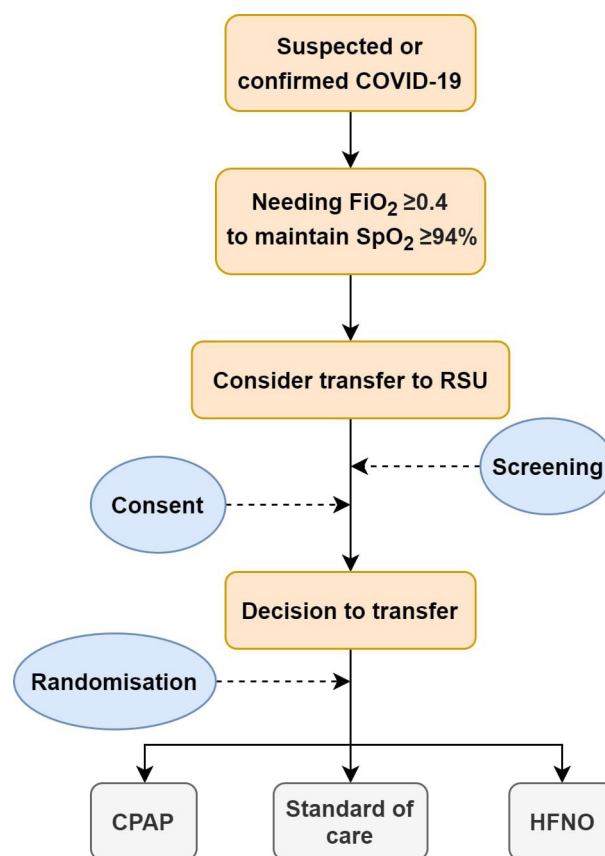 Suspected or
confirmed COVID-19
Needing FiO₂ ≥0.4
to maintain SpO₂ ≥94%
Consider transfer to RSU
Screening
Consent
Decision to transfer
Randomisation
CPAP
Standard of
care
HFNO